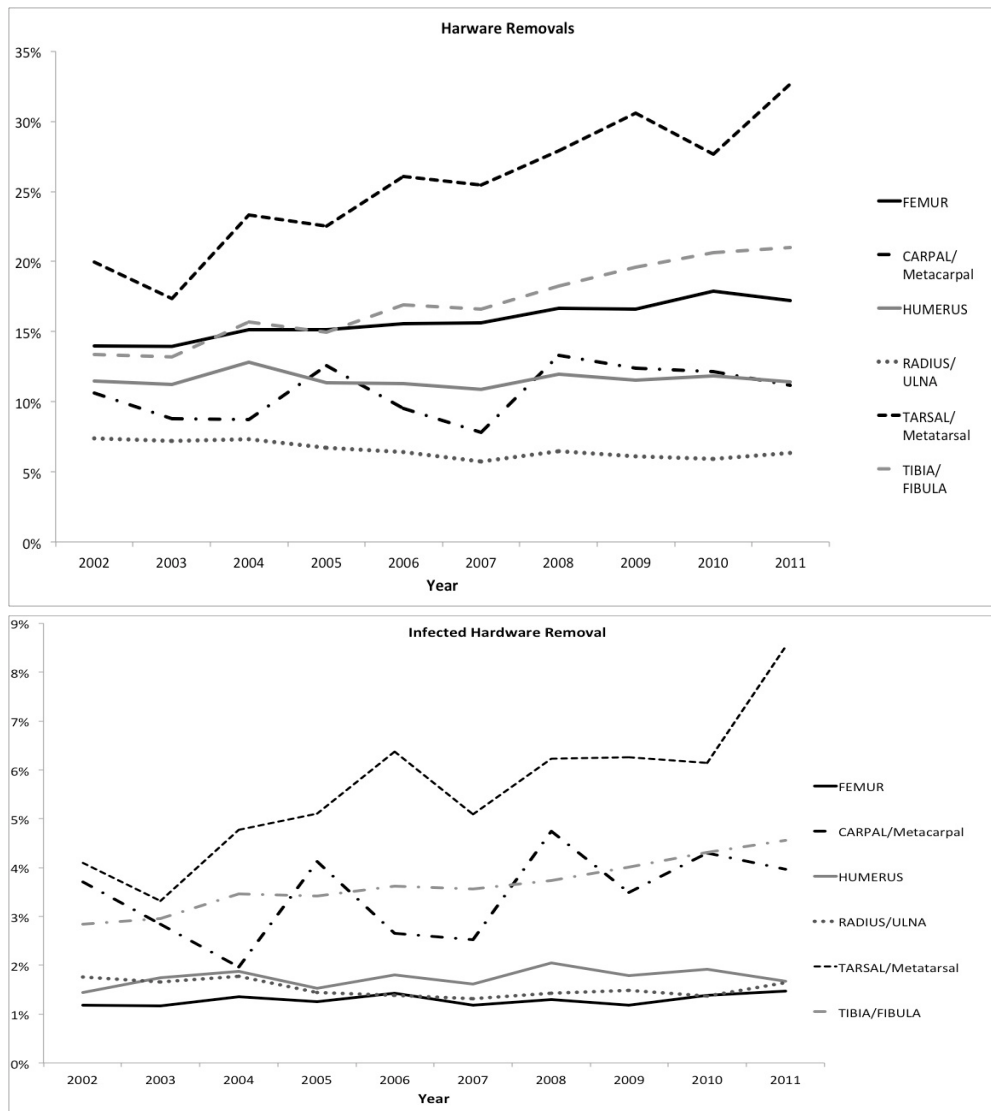 Harware Removals
35%
30%
25%
20%
15%
10%
5%
0%
2002 2003 2004 2005 2006 2007 2008 2009 2010 2011
Year
FEMUR
CARPAL/
Metacarpal
HUMERUS
RADIUS/
ULNA
TARSAL/
Metatarsal
TIBIA/
FIBULA
Infected Hardware Removal
9%
8%
7%
6%
5%
4%
3%
2%
1%
0%
2002 2003 2004 2005 2006 2007 2008 2009 2010 2011
Year
FEMUR
CARPAL/Metacarpal
HUMERUS
RADIUS/ULNA
TARSAL/Metatarsal
TIBIA/FIBULA